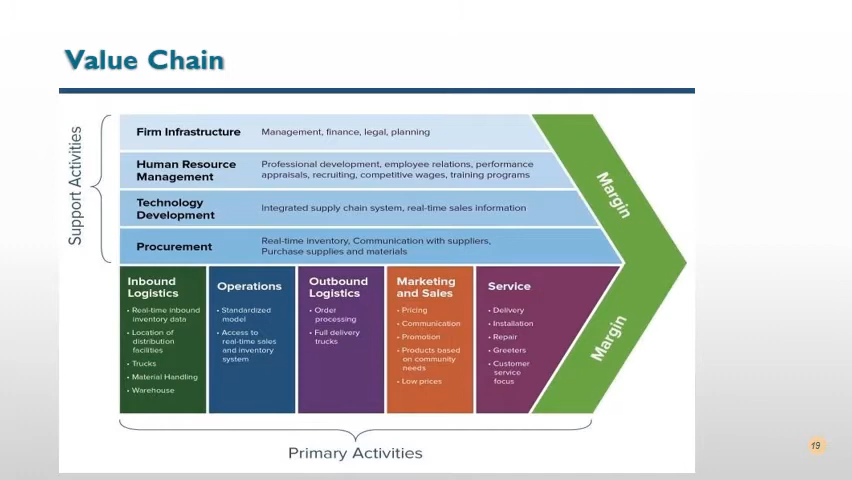 Value Chain
Support Activities
Firm Infrastructure
Management, finance, legal, planning
Human Resource
Management
Professional development, employee relations, performance
appraisals, recruiting, competitive wages, training programs
Technology
Development
Integrated supply chain system, real-time sales information
Procurement
Real-time inventory, Communication with suppliers,
Purchase supplies and materials
Margin
Margin
Inbound
Logistics
• Real-time inbound
inventory data
• Location of
distribution
facilities
• Trucks
• Material Handling
• Warehouse
Operations
• Standardized
model
• Access to
real-time sales
and inventory
system
Outbound
Logistics
• Order
processing
• Full delivery
trucks
Marketing
and Sales
• Pricing
• Communication
• Promotion
• Products based
on community
needs
• Low prices
Service
• Delivery
• Installation
• Repair
• Greeters
• Customer
service
focus
Primary Activities
19